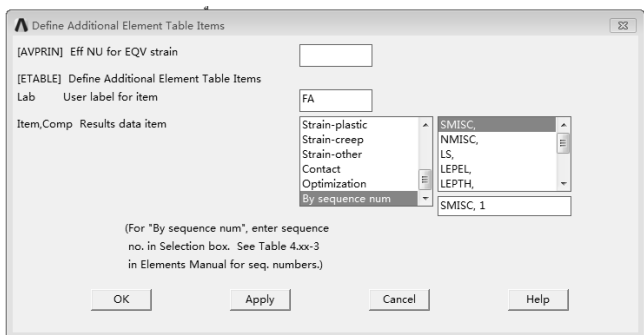 Define Additional Element Table Items
[AVPRIN] Eff NU for EQV strain
[ETABLE] Define Additional Element Table Items
Lab User label for item FA
Item,Comp Results data item
Strain-plastic SMISC,
Strain-creep NMISC,
Strain-other LS,
Contact LEPEL,
Optimization LEPTH,
By sequence num SMISC, 1
(For "By sequence num", enter sequence
no. in Selection box. See Table 4.xx-3
in Elements Manual for seq. numbers.)
OK Apply Cancel Help